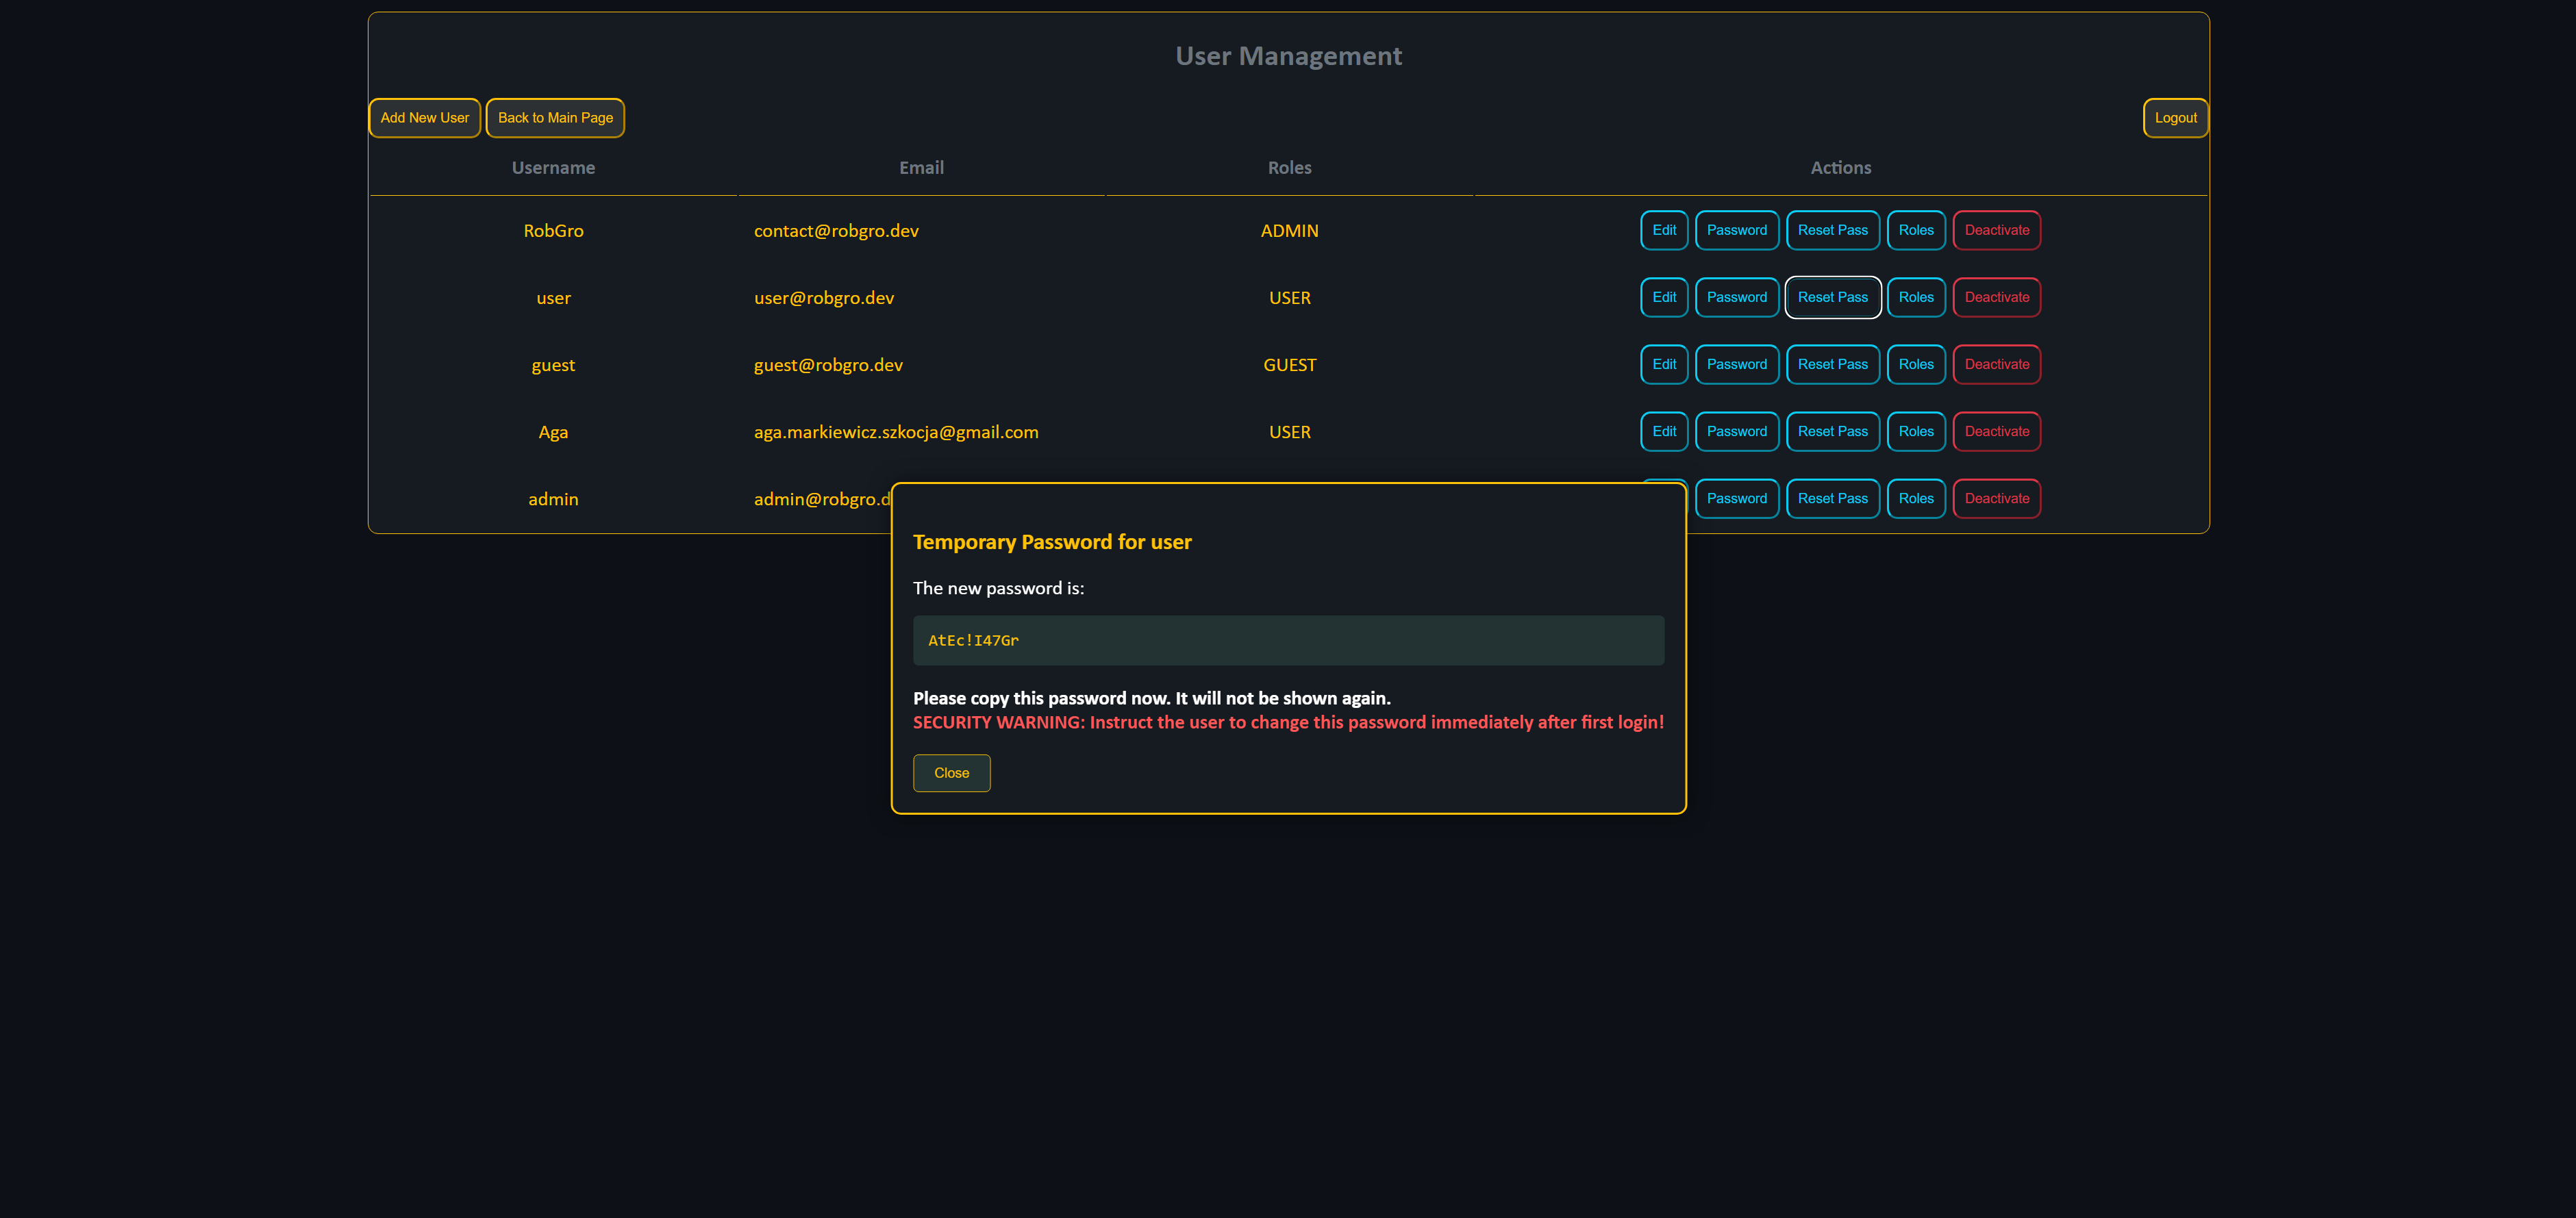 User Management
Add New User Back to Main Page Logout
Username Email Roles Actions
RobGro contact@robgro.dev ADMIN Edit Password Reset Pass Roles Deactivate
user user@robgro.dev USER Edit Password Reset Pass Roles Deactivate
guest guest@robgro.dev GUEST Edit Password Reset Pass Roles Deactivate
Aga aga.markiewicz.szkocja@gmail.com USER Edit Password Reset Pass Roles Deactivate
admin admin@robgro.d Password Reset Pass Roles Deactivate
Temporary Password for user
The new password is:
AtEc!I47Gr
Please copy this password now. It will not be shown again.
SECURITY WARNING: Instruct the user to change this password immediately after first login!
Close